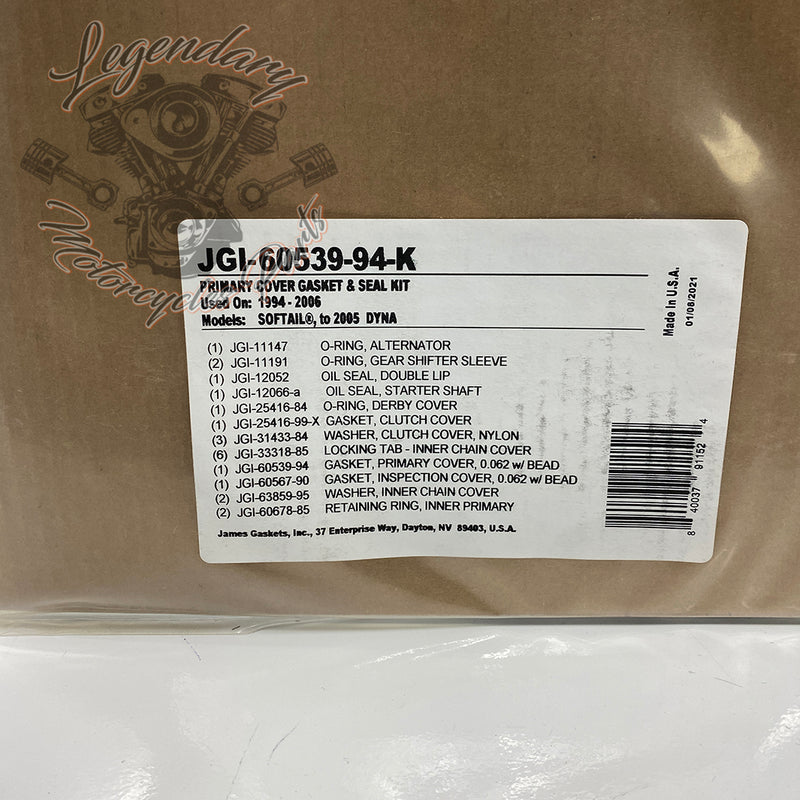 Legendary
Motorcycle Parts
JGI-60539-94-K
PRIMARY COVER GASKET & SEAL KIT
Used On: 1994 - 2006
Models: SOFTAIL®, to 2005 DYNA
(1) JGI-11147 O-RING, ALTERNATOR
(2) JGI-11191 O-RING, GEAR SHIFTER SLEEVE
(1) JGI-12052 OIL SEAL, DOUBLE LIP
(1) JGI-12066-a OIL SEAL, STARTER SHAFT
(1) JGI-25416-84 O-RING, DERBY COVER
(1) JGI-25416-99-X GASKET, CLUTCH COVER
(3) JGI-31433-84 WASHER, CLUTCH COVER, NYLON
(6) JGI-33318-85 LOCKING TAB - INNER CHAIN COVER
(1) JGI-60539-94 GASKET, PRIMARY COVER, 0.062 w/ BEAD
(1) JGI-60567-90 GASKET, INSPECTION COVER, 0.062 w/ BEAD
(2) JGI-63859-95 WASHER, INNER CHAIN COVER
(2) JGI-60678-85 RETAINING RING, INNER PRIMARY
James Gaskets, Inc., 37 Enterprise Way, Dayton, NV 89403, U.S.A.
Made In U.S.A.
01/08/2021
8 40037 91152 4